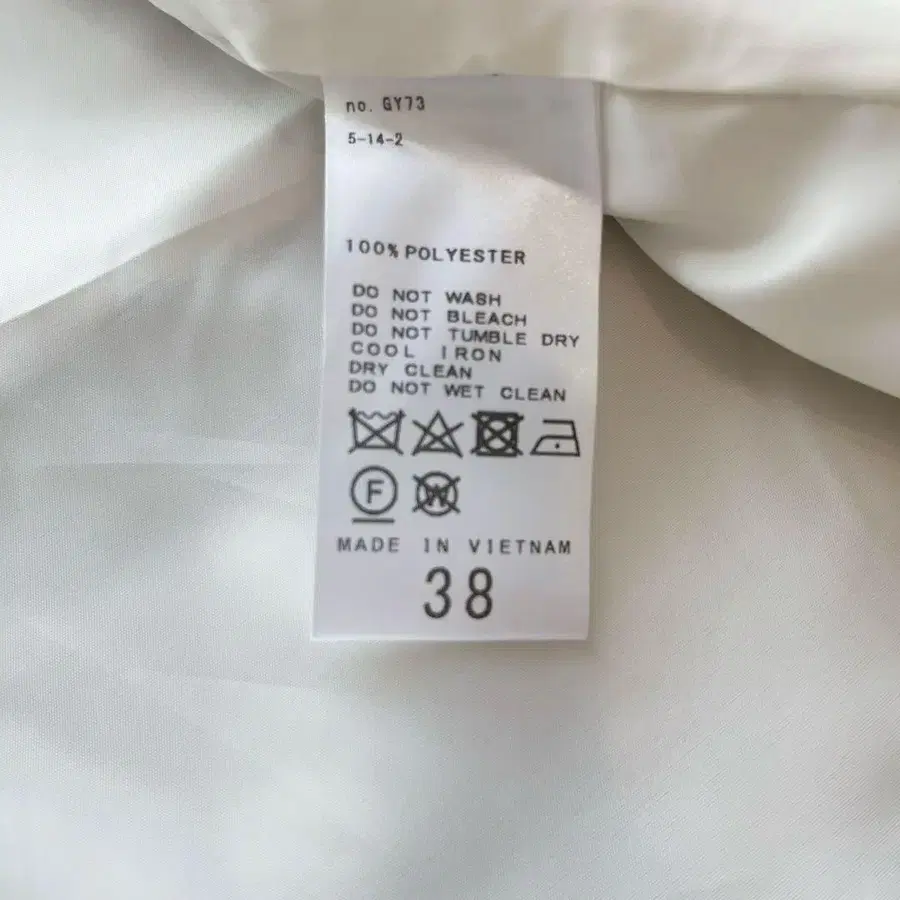 no. GY73
5-14-2
100% POLYESTER
DO NOT WASH
DO NOT BLEACH
DO NOT TUMBLE DRY
COOL IRON
DRY CLEAN
DO NOT WET CLEAN
F W
MADE IN VIETNAM
38